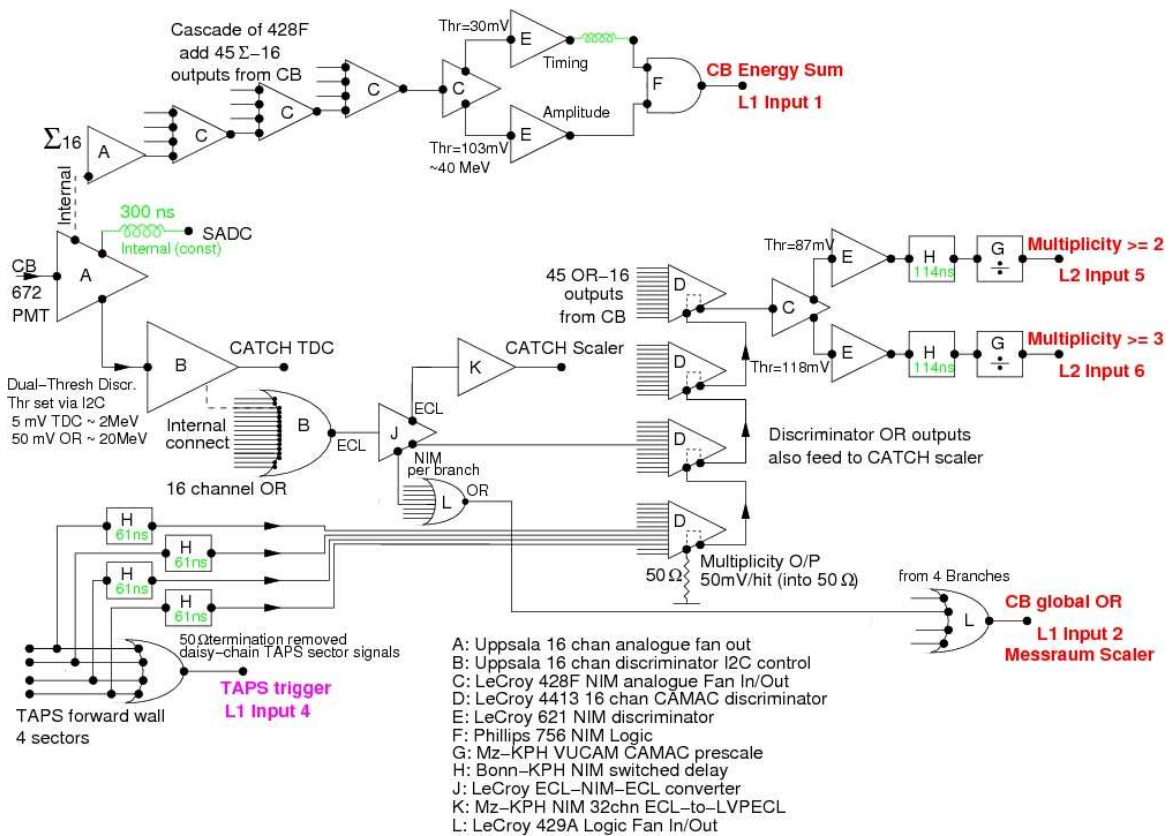 Cascade of 428F
add 45 Σ-16
outputs from CB
Thr=30mV
E
Timing
C
C
C
C
F
CB Energy Sum
L1 Input 1
Thr=103mV
~40 MeV
E
Amplitude
Σ16
A
Internal
300 ns
Internal (const)
SADC
CB
672
PMT
A
45 OR-16
outputs
from CB
D
Thr=87mV
E
H
114ns
G
÷
Multiplicity >= 2
L2 Input 5
C
Thr=118mV
E
H
114ns
G
÷
Multiplicity >= 3
L2 Input 6
Dual-Thresh Discr.
Thr set via I2C
5 mV TDC ~ 2MeV
50 mV OR ~ 20MeV
B
CATCH TDC
Internal
connect
B
16 channel OR
ECL
J
ECL
K
CATCH Scaler
NIM
per branch
L
OR
D
D
Discriminator OR outputs
also feed to CATCH scaler
D
50 Ω
Multiplicity O/P
50mV/hit (into 50 Ω)
H
61ns
H
61ns
H
61ns
H
61ns
50 Ω termination removed
daisy-chain TAPS sector signals
TAPS trigger
L1 Input 4
TAPS forward wall
4 sectors
from 4 Branches
L
CB global OR
L1 Input 2
Messraum Scaler
A: Uppsala 16 chan analogue fan out
B: Uppsala 16 chan discriminator I2C control
C: LeCroy 428F NIM analogue Fan In/Out
D: LeCroy 4413 16 chan CAMAC discriminator
E: LeCroy 621 NIM discriminator
F: Phillips 756 NIM Logic
G: Mz-KPH VUCAM CAMAC prescale
H: Bonn-KPH NIM switched delay
J: LeCroy ECL-NIM-ECL converter
K: Mz-KPH NIM 32chn ECL-to-LVPECL
L: LeCroy 429A Logic Fan In/Out